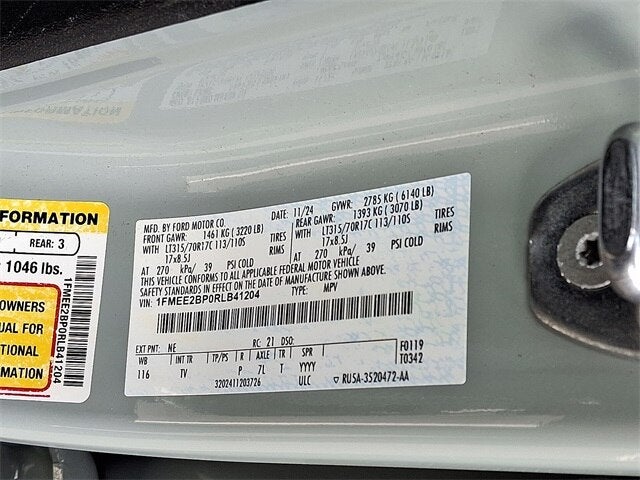 FORMATION
REAR: 3
1046 lbs.
OWNERS
UAL FOR
TIONAL
MATION
1FMEE2BP0RLB41204
MFD. BY FORD MOTOR CO.
DATE: 11/24 GVWR: 2785 KG ( 6140 LB)
FRONT GAWR: 1461 KG ( 3220 LB) REAR GAWR: 1393 KG ( 3070 LB)
WITH LT315/70R17C 113/110S TIRES WITH LT315/70R17C 113/110S TIRES
17x8.5J RIMS 17x8.5J RIMS
AT 270 kPa/ 39 PSI COLD AT 270 kPa/ 39 PSI COLD
THIS VEHICLE CONFORMS TO ALL APPLICABLE FEDERAL MOTOR VEHICLE
SAFETY STANDARDS IN EFFECT ON THE DATE OF MANUFACTURE SHOWN ABOVE.
VIN: 1FMEE2BP0RLB41204 TYPE: MPV
EXT PNT: NE RC: 21 DSO: F0119
WB INT TR TP/PS R AXLE TR SPR T0342
116 TV P 7L T YYYY
3202411203726 ULC RU5A-3520472-AA